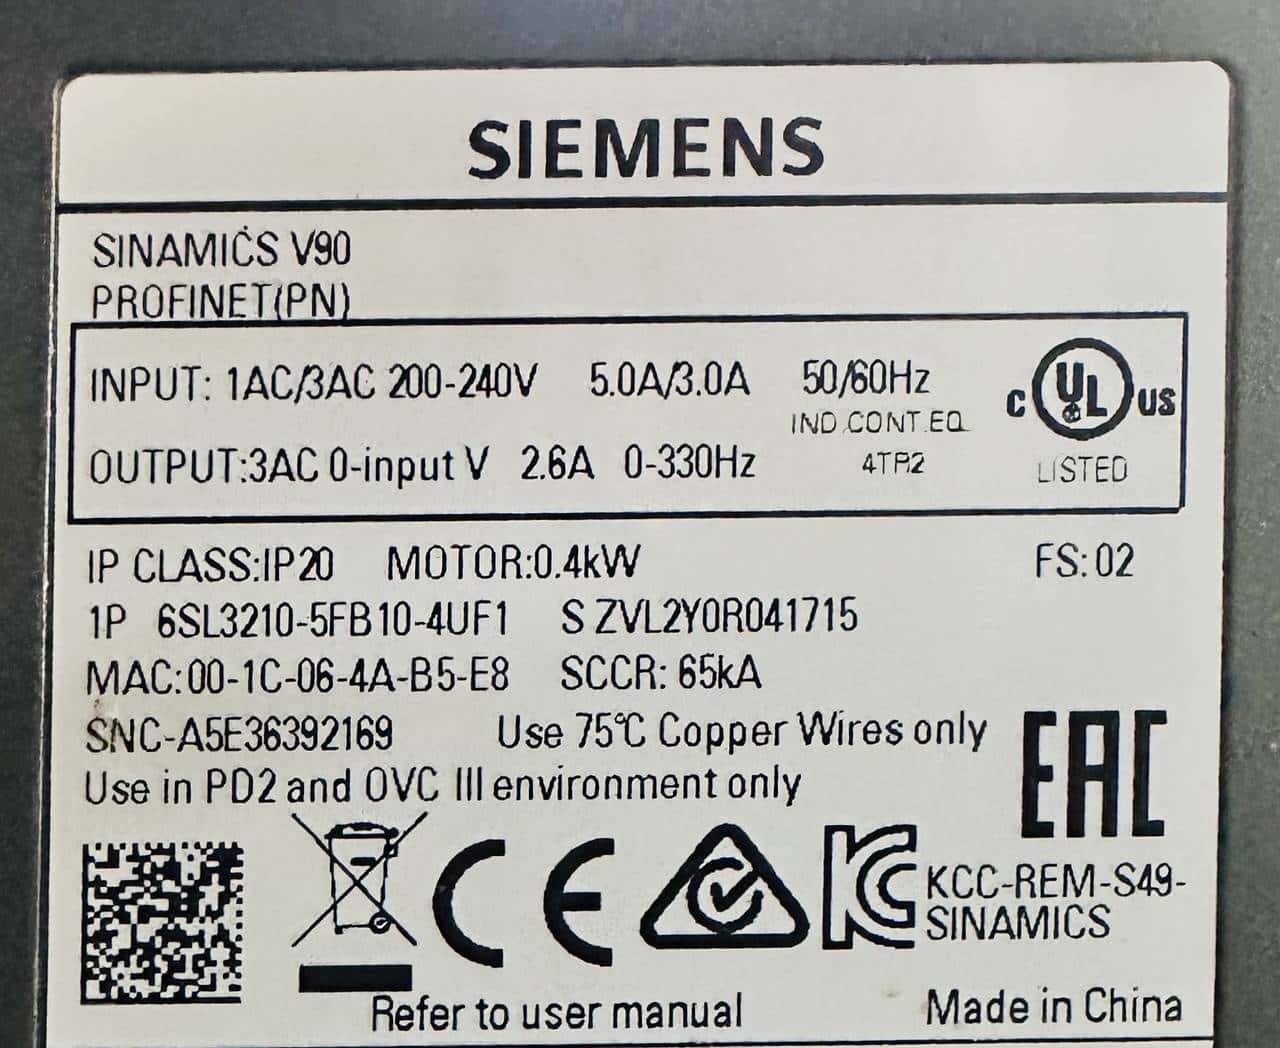 SIEMENS
SINAMICS V90
PROFINET(PN)
INPUT: 1AC/3AC 200-240V 5.0A/3.0A 50/60Hz
IND.CONT.EQ.
OUTPUT:3AC 0-input V 2.6A 0-330Hz 4TR2
C UL US
LISTED
IP CLASS:IP20 MOTOR:0.4kW FS:02
1P 6SL3210-5FB10-4UF1 S ZVL2Y0R041715
MAC:00-1C-06-4A-B5-E8 SCCR: 65kA
SNC-A5E36392169 Use 75℃ Copper Wires only
Use in PD2 and OVC III environment only
EAC
CE
KC
KCC-REM-S49-
SINAMICS
Refer to user manual Made in China